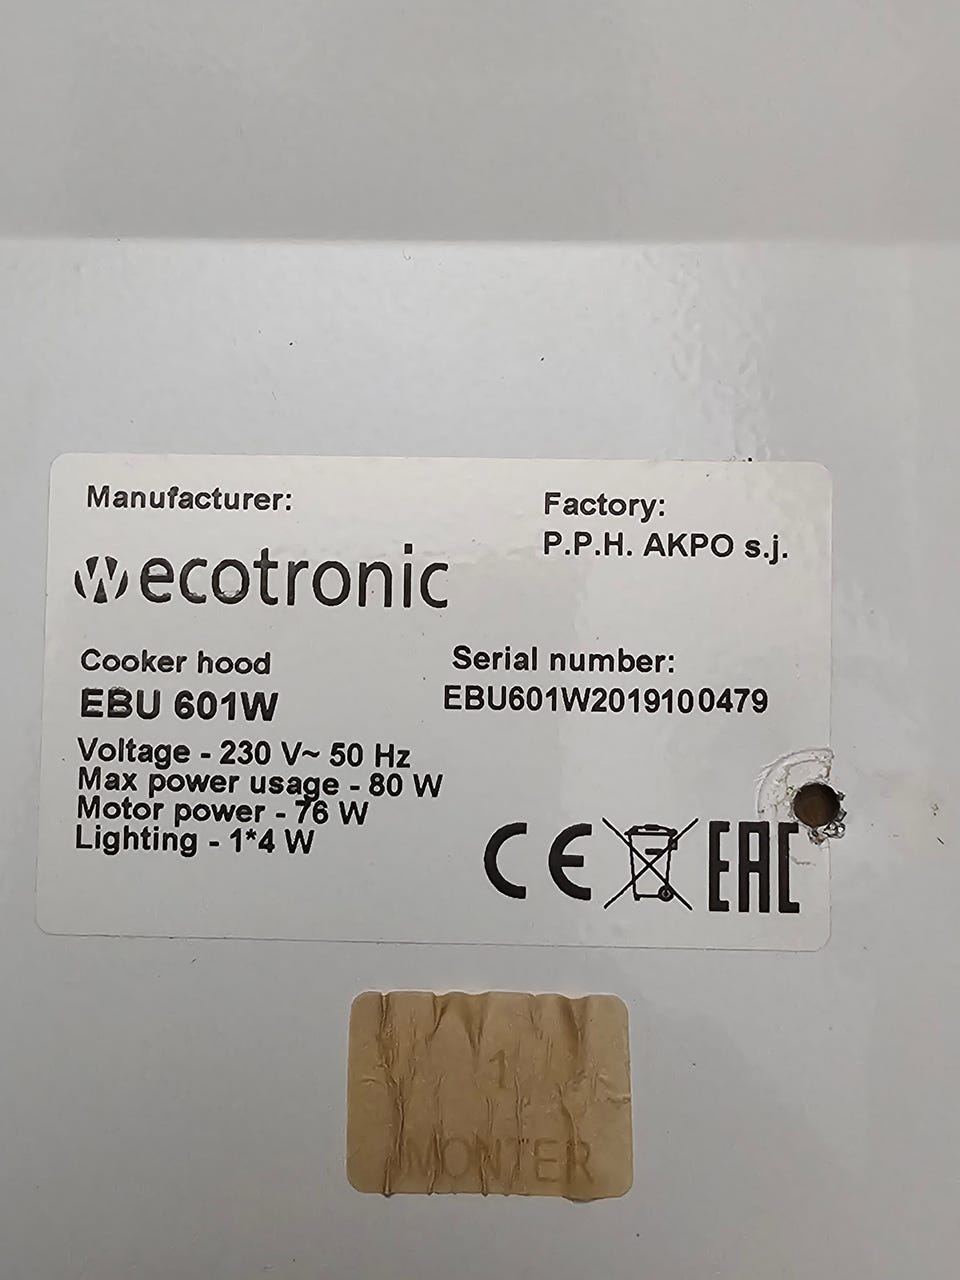 Manufacturer:
ecotronic
Factory:
P.P.H. AKPO s.j.
Cooker hood
EBU 601W
Serial number:
EBU601W2019100479
Voltage - 230 V~ 50 Hz
Max power usage - 80 W
Motor power - 76 W
Lighting - 1*4 W
CE
EAC
1
MONTER